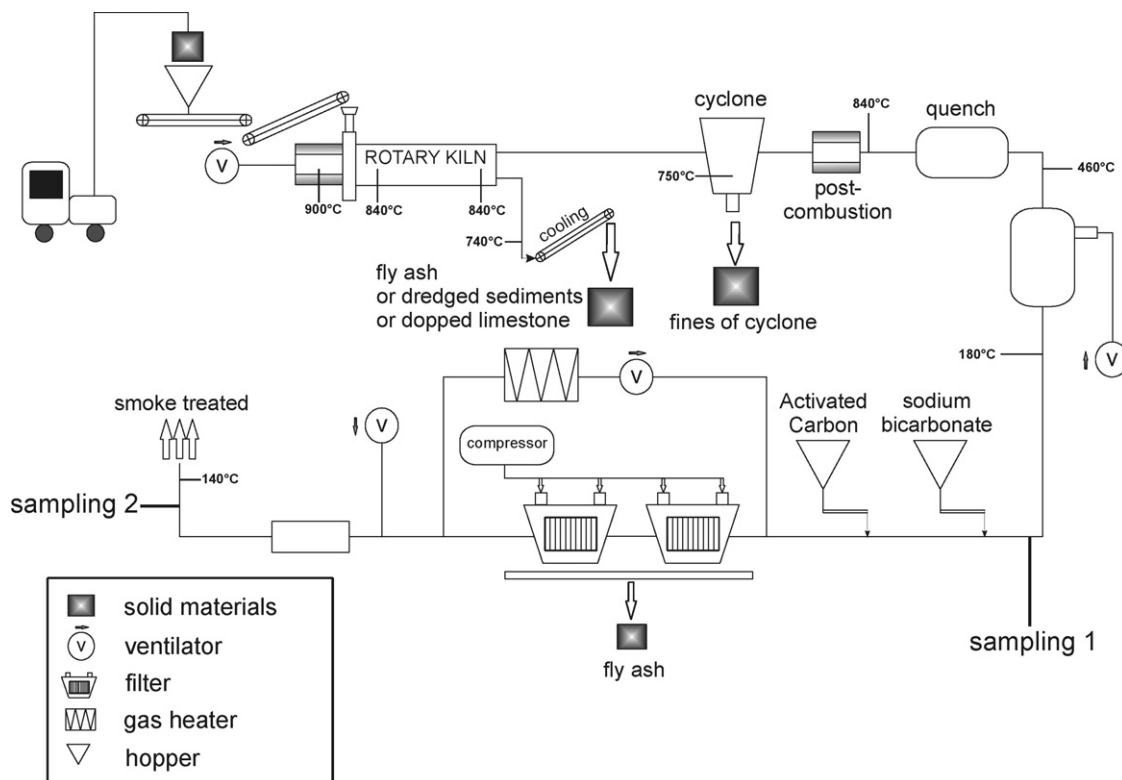 cyclone
840°C
quench
V
ROTARY KILN
750°C
460°C
900°C
840°C
840°C
post-
combustion
740°C
cooling
fly ash
or dredged sediments
or dopped limestone
fines of cyclone
180°C
V
V
smoke treated
V
Activated
Carbon
sodium
bicarbonate
compressor
140°C
sampling 2
solid materials
V
ventilator
filter
gas heater
hopper
fly ash
sampling 1